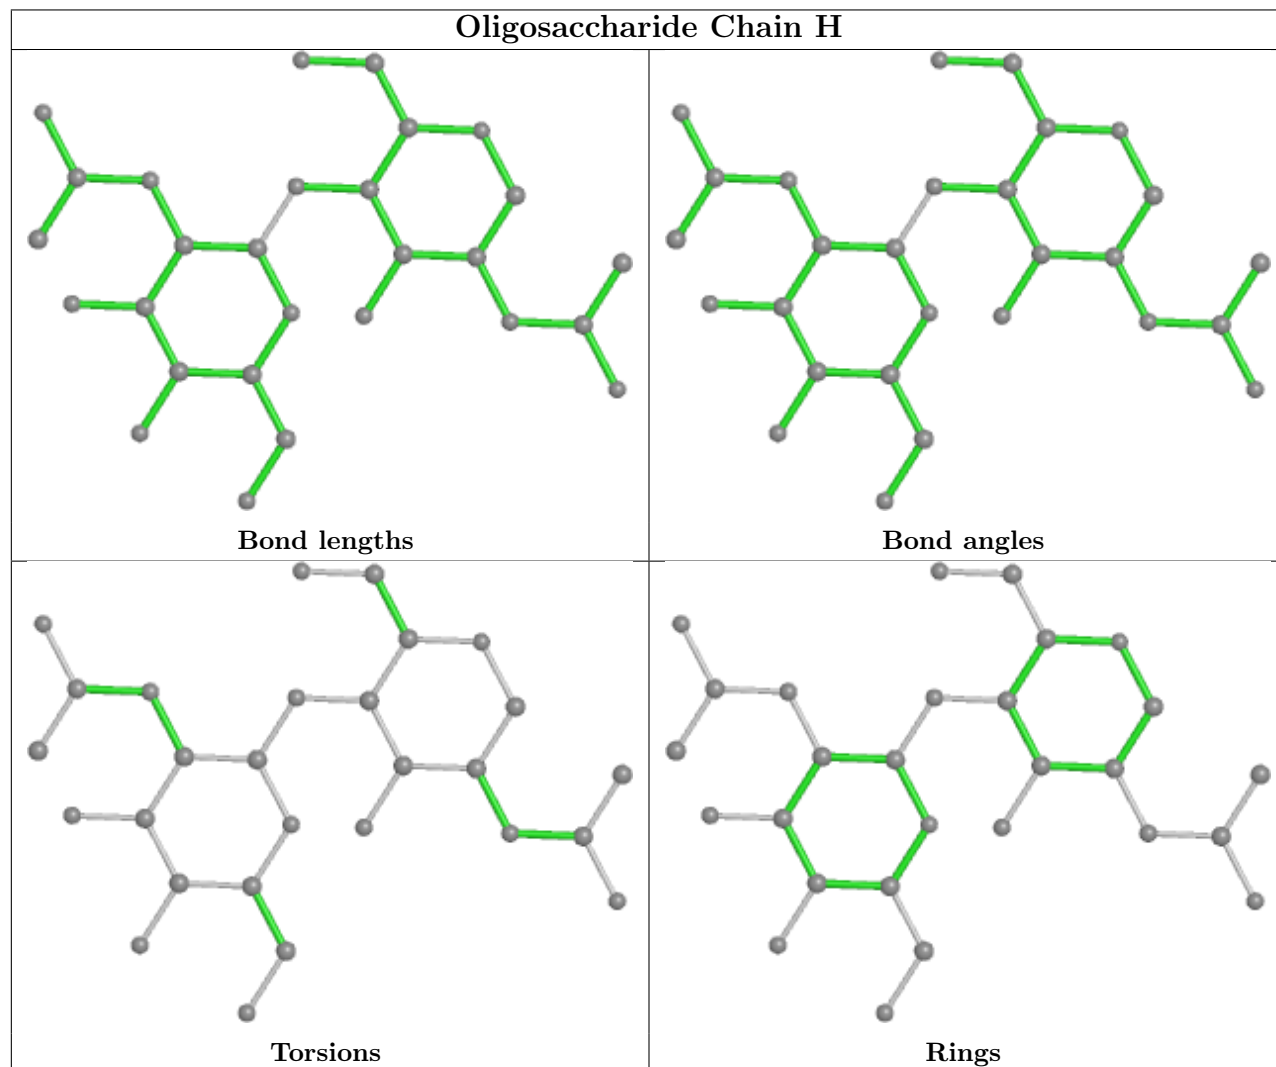 Oligosaccharide Chain H
Bond lengths
Bond angles
Torsions
Rings